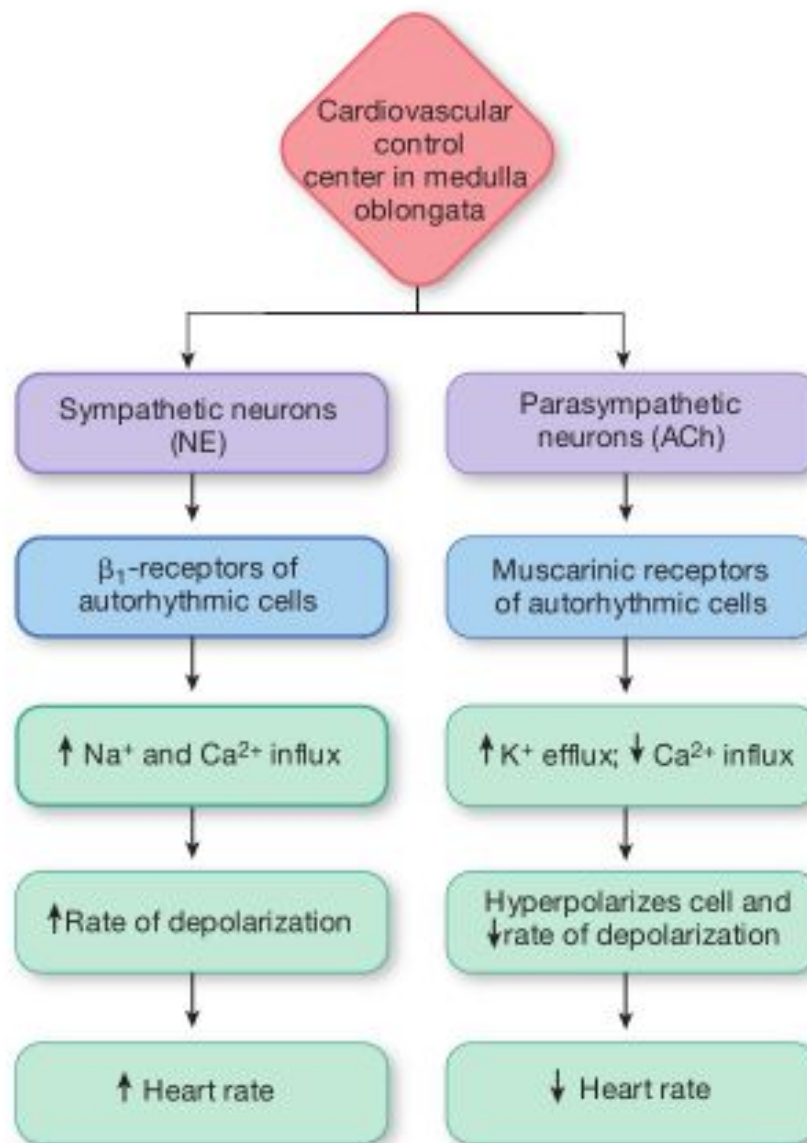 Cardiovascular
control
center in medulla
oblongata
Sympathetic neurons
(NE)
Parasympathetic
neurons (ACh)
β₁-receptors of
autorhythmic cells
Muscarinic receptors
of autorhythmic cells
↑ Na⁺ and Ca²⁺ influx
↑ K⁺ efflux; ↓ Ca²⁺ influx
↑Rate of depolarization
Hyperpolarizes cell and
↓rate of depolarization
↑ Heart rate
↓ Heart rate